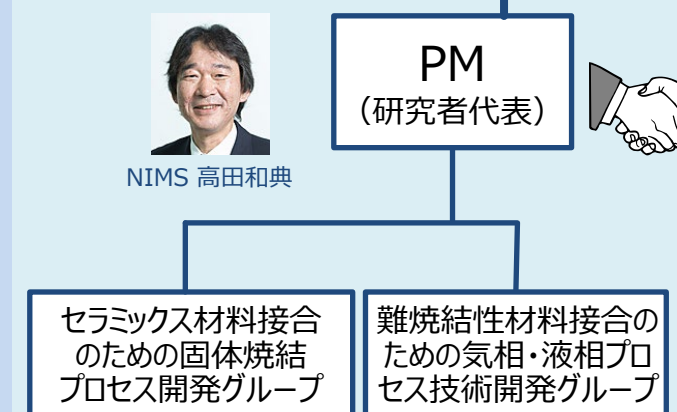 PM
（研究者代表）
NIMS 高田和典
セラミックス材料接合
のための固体焼結
プロセス開発グループ
難焼結性材料接合の
ための気相・液相プロ
セス技術開発グループ